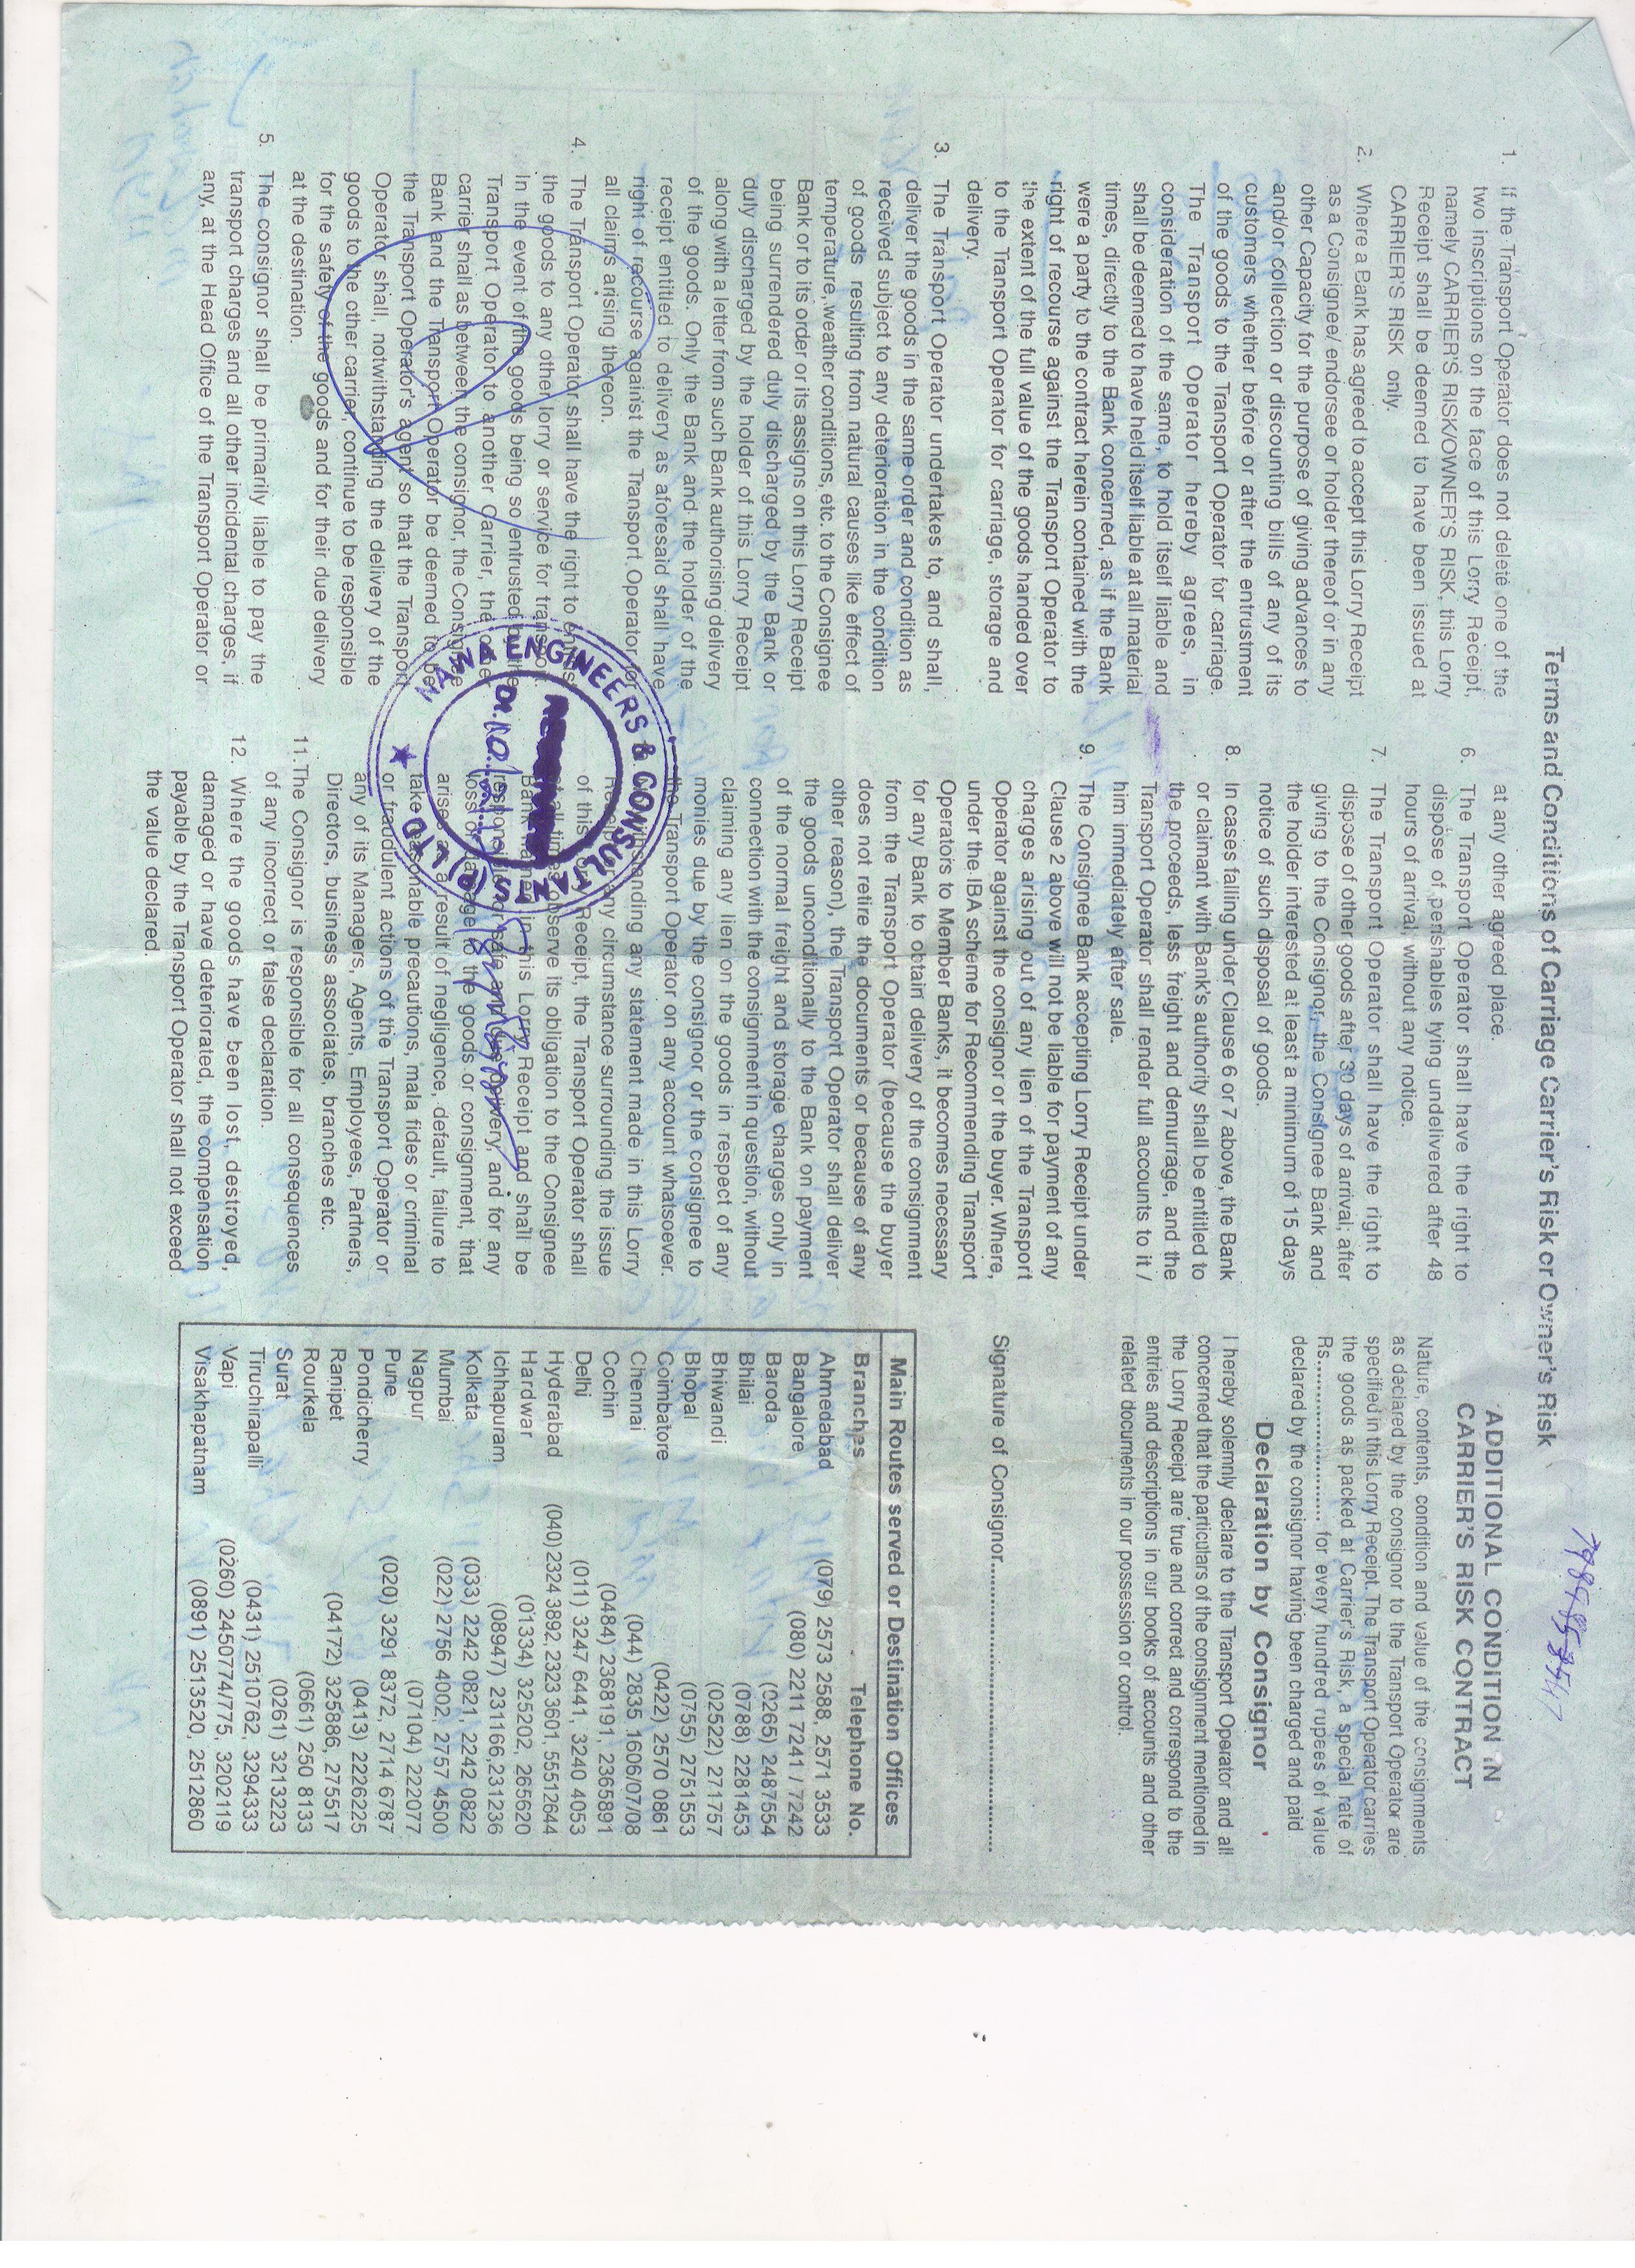 Terms and Conditions of Carriage Carrier's Risk or Owner's Risk
1. If the Transport Operator does not delete one of the
two inscriptions on the face of this Lorry Receipt,
namely CARRIER'S RISK/OWNER'S RISK, this Lorry
Receipt shall be deemed to have been issued at
CARRIER'S RISK only.
2. Where a Bank has agreed to accept this Lorry Receipt
as a Consignee/ endorsee or holder thereof or in any
other Capacity for the purpose of giving advances to
and/or collection or discounting bills of any of its
customers whether before or after the entrustment
of the goods to the Transport Operator for carriage.
The Transport Operator hereby agrees, in
consideration of the same, to hold itself liable and
shall be deemed to have held itself liable at all material
times, directly to the Bank concerned, as if the Bank
were a party to the contract herein contained with the
right of recourse against the Transport Operator to
the extent of the full value of the goods handed over
to the Transport Operator for carriage, storage and
delivery.
3. The Transport Operator undertakes to, and shall,
deliver the goods in the same order and condition as
received subject to any deterioration in the condition
of goods resulting from natural causes like effect of
temperature, weather conditions, etc. to the Consignee
Bank or to its order or its assigns on this Lorry Receipt
being surrendered duly discharged by the Bank or
duly discharged by the holder of this Lorry Receipt
along with a letter from such Bank authorising delivery
of the goods. Only the Bank and the holder of the
receipt entitled to delivery as aforesaid shall have
right of recourse against the Transport Operator for
all claims arising thereon.
4. The Transport Operator shall have the right to
the goods to any other lorry or service for
In the event of the goods being so entrusted
Transport Operator to another Carrier, the
carrier shall as between the consignor, the Consignee
Bank and the Transport Operator be deemed to be
the Transport Operator's agent so that the Transport
Operator shall, notwithstanding the delivery of the
goods to the other carrier, continue to be responsible
for the safety of the goods and for their due delivery
at the destination.
5. The consignor shall be primarily liable to pay the
transport charges and all other incidental charges, if
any, at the Head Office of the Transport Operator or
at any other agreed place.
6. The Transport Operator shall have the right to
dispose of perishables lying undelivered after 48
hours of arrival, without any notice.
7. The Transport Operator shall have the right to
dispose of other goods after 30 days of arrival; after
giving to the Consignor, the Consignee Bank and
the holder interested at least a minimum of 15 days
notice of such disposal of goods.
8. In cases falling under Clause 6 or 7 above, the Bank
or claimant with Bank's authority shall be entitled to
the proceeds, less freight and demurrage, and the
Transport Operator shall render full accounts to it /
him immediately after sale.
9. The Consignee Bank accepting Lorry Receipt under
Clause 2 above will not be liable for payment of any
charges arising out of any lien of the Transport
Operator against the consignor or the buyer. Where,
under the IBA scheme for Recommending Transport
Operators to Member Banks, it becomes necessary
for any Bank to obtain delivery of the consignment
from the Transport Operator (because the buyer
does not retire the documents or because of any
other reason), the Transport Operator shall deliver
the goods unconditionally to the Bank on payment
of the normal freight and storage charges only in
connection with the consignment in question, without
claiming any lien on the goods in respect of any
monies due by the consignor or the consignee to
the Transport Operator on any account whatsoever.
any statement made in this Lorry
any circumstance surrounding the issue
of this Receipt, the Transport Operator shall
observe its obligation to the Consignee
Bank in this Lorry Receipt and shall be
delivery, and for any
loss or damage to the goods or consignment, that
arises as a result of negligence, default, failure to
take reasonable precautions, mala fides or criminal
or fraudulent actions of the Transport Operator or
any of its Managers, Agents, Employees, Partners,
Directors, business associates, branches etc.
11. The Consignor is responsible for all consequences
of any incorrect or false declaration.
12. Where the goods have been lost, destroyed,
damaged or have deteriorated, the compensation
payable by the Transport Operator shall not exceed
the value declared.
ADDITIONAL CONDITION IN
CARRIER'S RISK CONTRACT
Nature, contents, condition and value of the consignments
as declared by the consignor to the Transport Operator are
specified in this Lorry Receipt. The Transport Operator carries
the goods as packed at Carrier's Risk, a special rate of
Rs..................... for every hundred rupees of value
declared by the consignor having been charged and paid
Declaration by Consignor
I hereby solemnly declare to the Transport Operator and all
concerned that the particulars of the consignment mentioned in
the Lorry Receipt are true and correct and correspond to the
entries and descriptions in our books of accounts and other
related documents in our possession or control.
Signature of Consignor..............................................
Main Routes served or Destination Offices
Branches Telephone No.
Ahmedabad (079) 2573 2588, 2571 3533
Bangalore (080) 2211 7241 / 7242
Baroda (0265) 2487554
Bhilai (0788) 2281453
Bhiwandi (02522) 271757
Bhopal (0755) 2751553
Coimbatore (0422) 2570 0861
Chennai (044) 2835 1606/07/08
Cochin (0484) 2368191, 2365891
Delhi (011) 3247 6441, 3240 4053
Hyderabad (040) 2324 3892, 2323 3601, 55512644
Hardwar (01334) 325202, 265620
Ichhapuram (08947) 231166, 231236
Kolkata (033) 2242 0821, 2242 0822
Mumbai (022) 2756 4002, 2757 4500
Nagpur (07104) 222077
Pune (020) 3291 8372, 2714 6787
Pondicherry (0413) 2226225
Ranipet (04172) 325886, 275517
Rourkela (0661) 250 8133
Surat (0261) 3213223
Tiruchirapalli (0431) 2510762, 3294333
Vapi (0260) 2450774/775, 3202119
Visakhapatnam (0891) 2513520, 2512860
NAWA ENGINEERS & CONSULTANTS (P) LTD